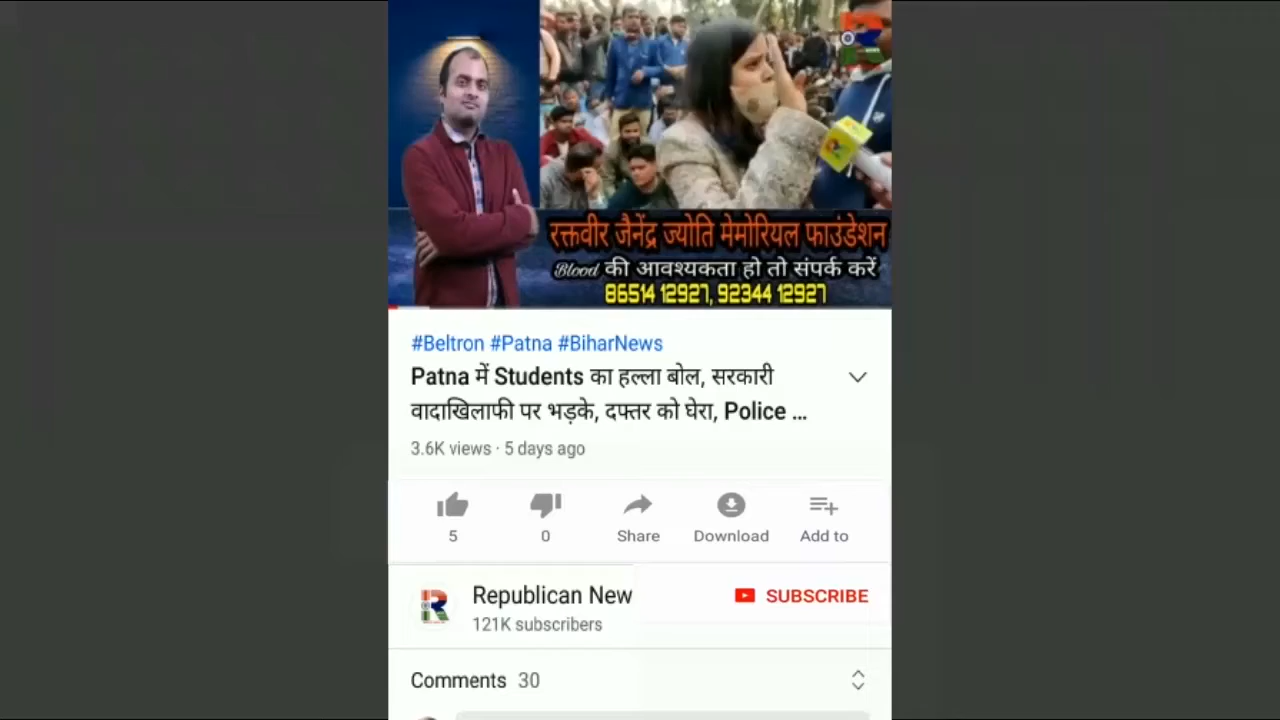 रक्तवीर जैनेंद्र ज्योति मेमोरियल फाउंडेशन
Blood की आवश्यकता हो तो संपर्क करें
86514 12927, 92344 12927
#Beltron #Patna #BiharNews
Patna में Students का हल्ला बोल, सरकारी
वादाखिलाफी पर भड़के, दफ्तर को घेरा, Police ...
3.6K views · 5 days ago
5
0
Share
Download
Add to
Republican New
SUBSCRIBE
121K subscribers
Comments 30